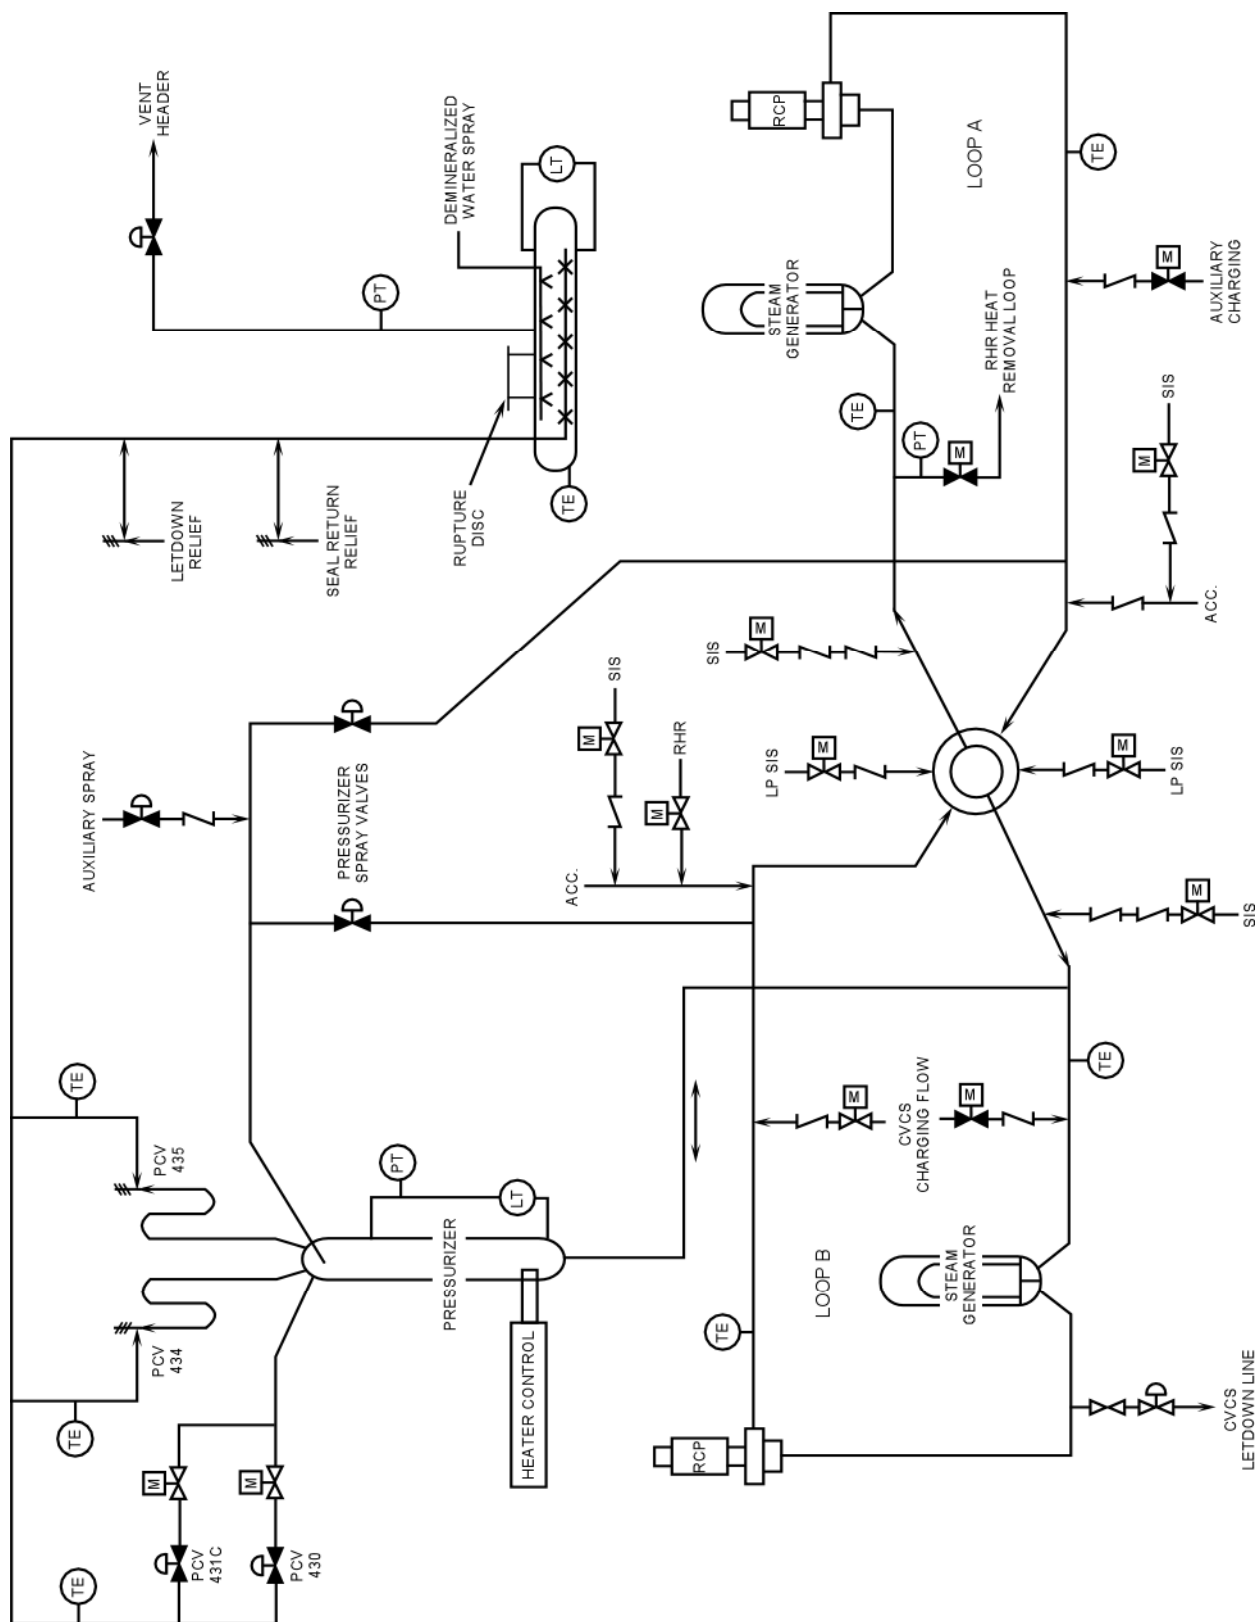 VENT
HEADER
PT
DEMINERALIZED
WATER SPRAY
LT
TE
RUPTURE
DISC
LETDOWN
RELIEF
SEAL RETURN
RELIEF
RCP
LOOP A
STEAM
GENERATOR
TE
TE
PT
M
RHR HEAT
REMOVAL LOOP
M
AUXILIARY
CHARGING
M
SIS
ACC.
M
SIS
M
LP SIS
M
LP SIS
M
SIS
M
SIS
M
RHR
ACC.
AUXILIARY SPRAY
PRESSURIZER
SPRAY VALVES
TE
PCV
435
PCV
434
TE
PT
LT
PRESSURIZER
HEATER CONTROL
M
M
PCV
431C
PCV
430
TE
M
M
CVCS
CHARGING FLOW
TE
LOOP B
STEAM
GENERATOR
TE
RCP
CVCS
LETDOWN LINE